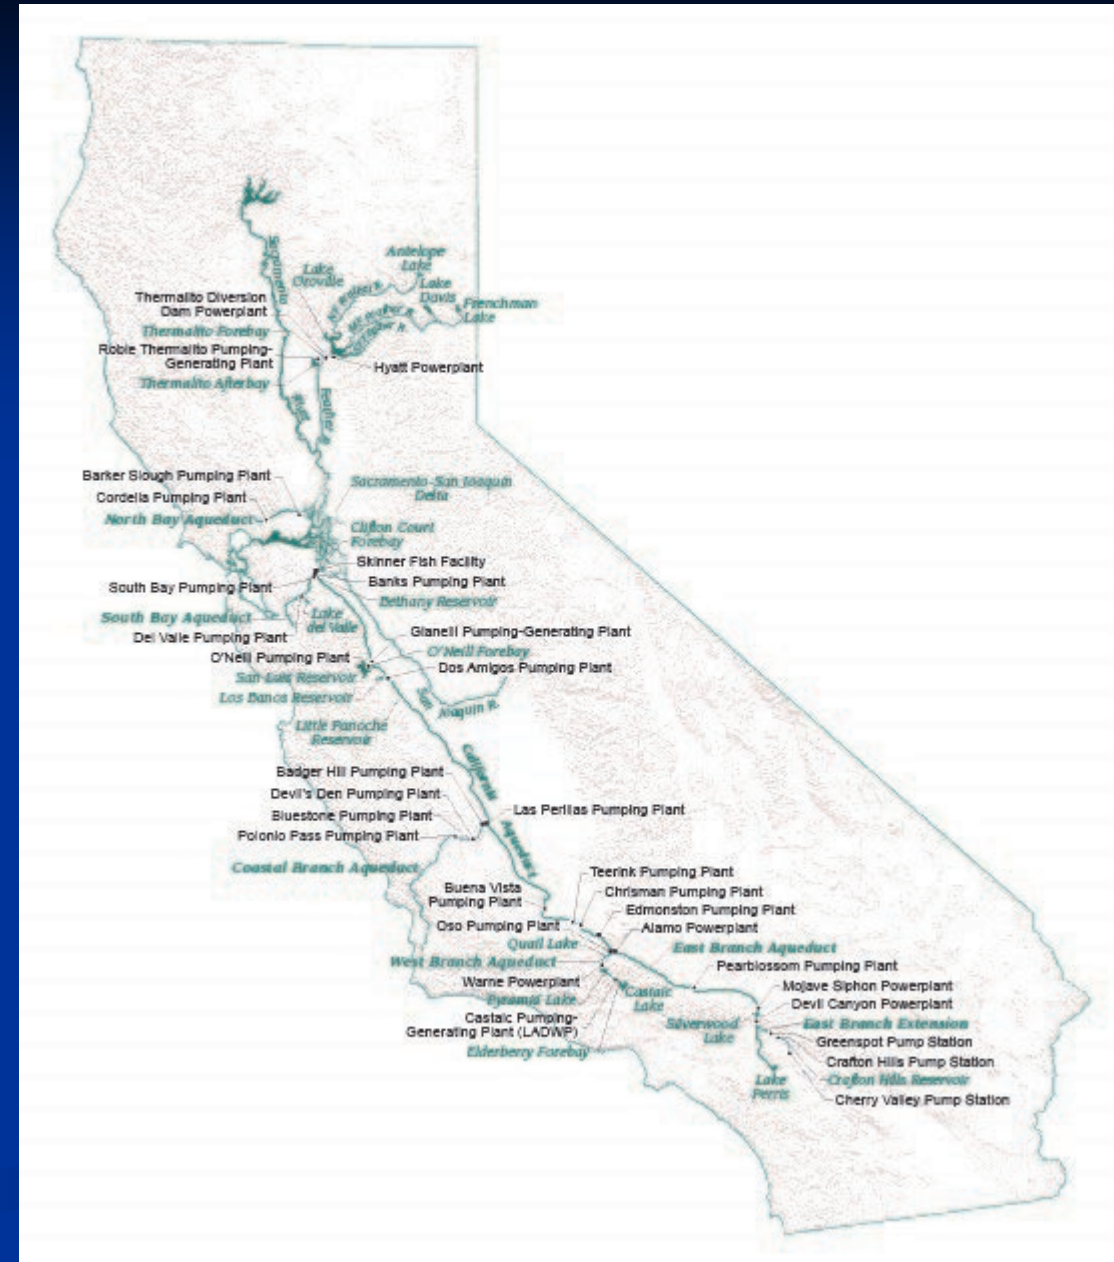 Antelope
Lake
Lake
Oroville
Lake
Davis
Frenchman
Lake
Sacramento
Thermalito Diversion
Dam Powerplant
Thermalito Forebay
Robie Thermalito Pumping-
Generating Plant
Thermalito Afterbay
Hyatt Powerplant
River
Feather R.
Barker Slough Pumping Plant
Cordelia Pumping Plant
North Bay Aqueduct
Sacramento-San Joaquin
Delta
Clifton Court
Forebay
Skinner Fish Facility
Banks Pumping Plant
Bethany Reservoir
South Bay Pumping Plant
South Bay Aqueduct
Lake
del Valle
Del Valle Pumping Plant
Gianelli Pumping-Generating Plant
O'Neill Forebay
O'Neill Pumping Plant
Dos Amigos Pumping Plant
San Luis Reservoir
Los Banos Reservoir
San
Joaquin R.
Little Panoche
Reservoir
California
Aqueduct
Badger Hill Pumping Plant
Devil's Den Pumping Plant
Bluestone Pumping Plant
Polonio Pass Pumping Plant
Las Perillas Pumping Plant
Coastal Branch Aqueduct
Buena Vista
Pumping Plant
Teerink Pumping Plant
Chrisman Pumping Plant
Edmonston Pumping Plant
Alamo Powerplant
Oso Pumping Plant
Quail Lake
West Branch Aqueduct
East Branch Aqueduct
Pearblossom Pumping Plant
Warne Powerplant
Pyramid Lake
Castaic
Lake
Castaic Pumping-
Generating Plant (LADWP)
Elderberry Forebay
Mojave Siphon Powerplant
Devil Canyon Powerplant
Silverwood
Lake
East Branch Extension
Greenspot Pump Station
Crafton Hills Pump Station
Crafton Hills Reservoir
Cherry Valley Pump Station
Lake
Perris